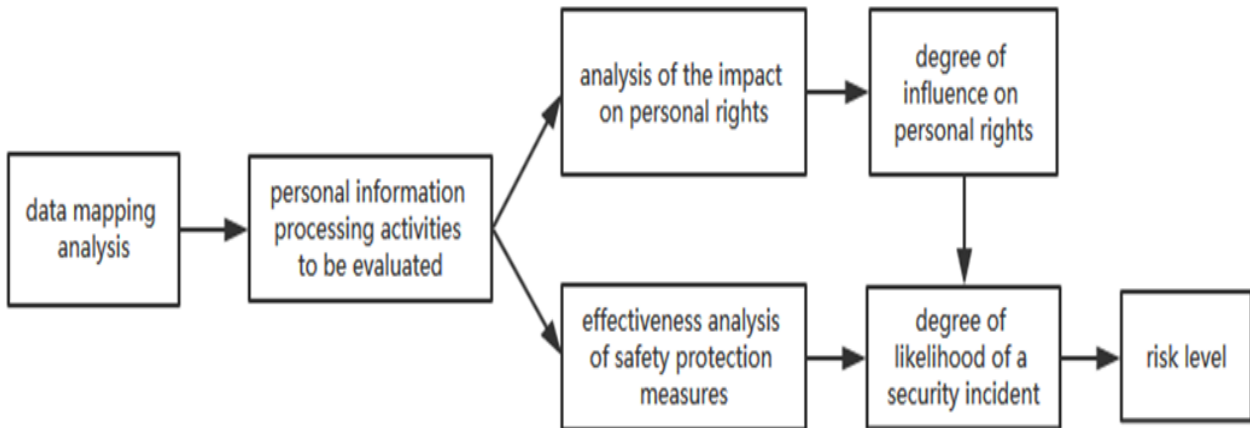 data mapping
analysis
personal information
processing activities
to be evaluated
analysis of the impact
on personal rights
degree of
influence on
personal rights
effectiveness analysis
of safety protection
measures
degree of
likelihood of a
security incident
risk level